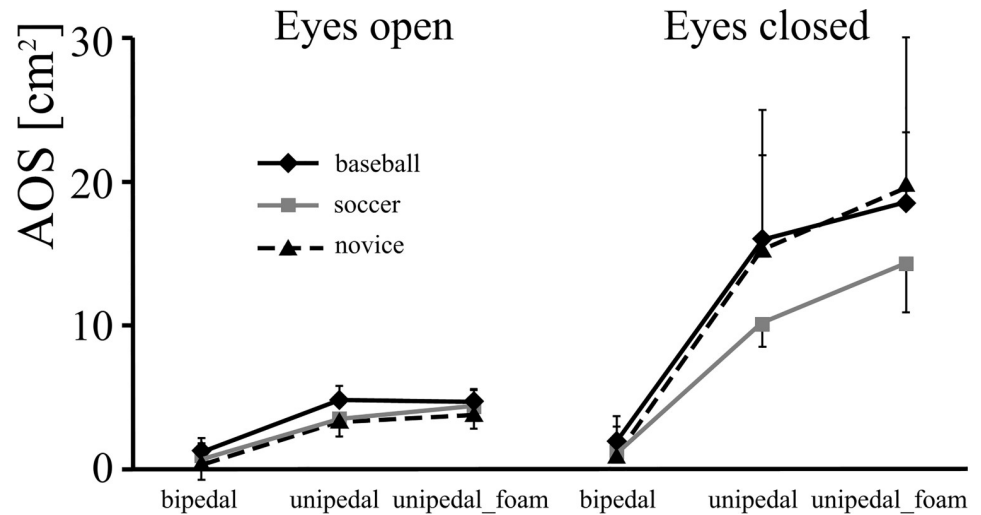 Eyes open
Eyes closed
AOS [cm²]
30
20
10
0
baseball
soccer
novice
bipedal unipedal unipedal_foam bipedal unipedal unipedal_foam